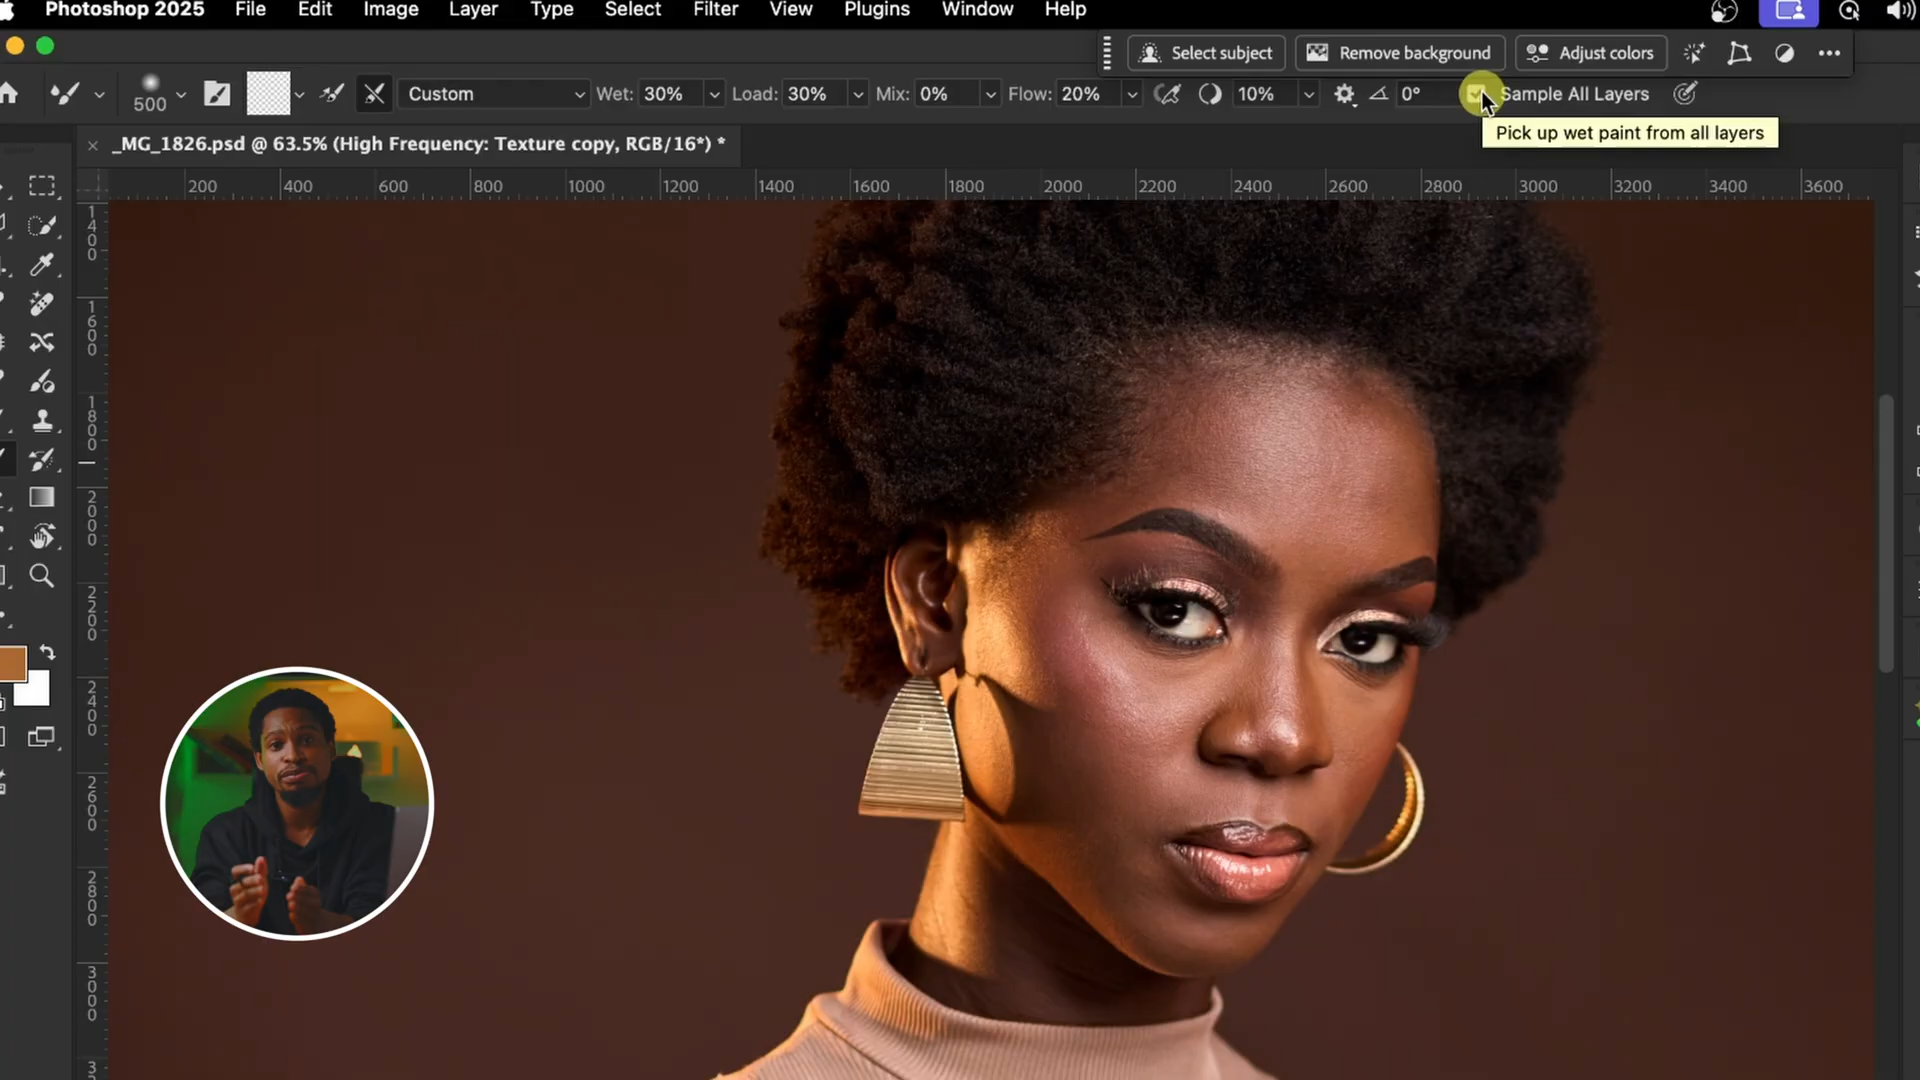 Photoshop 2025 File Edit Image Layer Type Select Filter View Plugins Window Help
Select subject Remove background Adjust colors
500 Custom Wet: 30% Load: 30% Mix: 0% Flow: 20% 10% 0° Sample All Layers
Pick up wet paint from all layers
_MG_1826.psd @ 63.5% (High Frequency: Texture copy, RGB/16*) *
200 400 600 800 1000 1200 1400 1600 1800 2000 2200 2400 2600 2800 3000 3200 3400 3600
1400
1600
1800
2000
2200
2400
2600
2800
3000
3